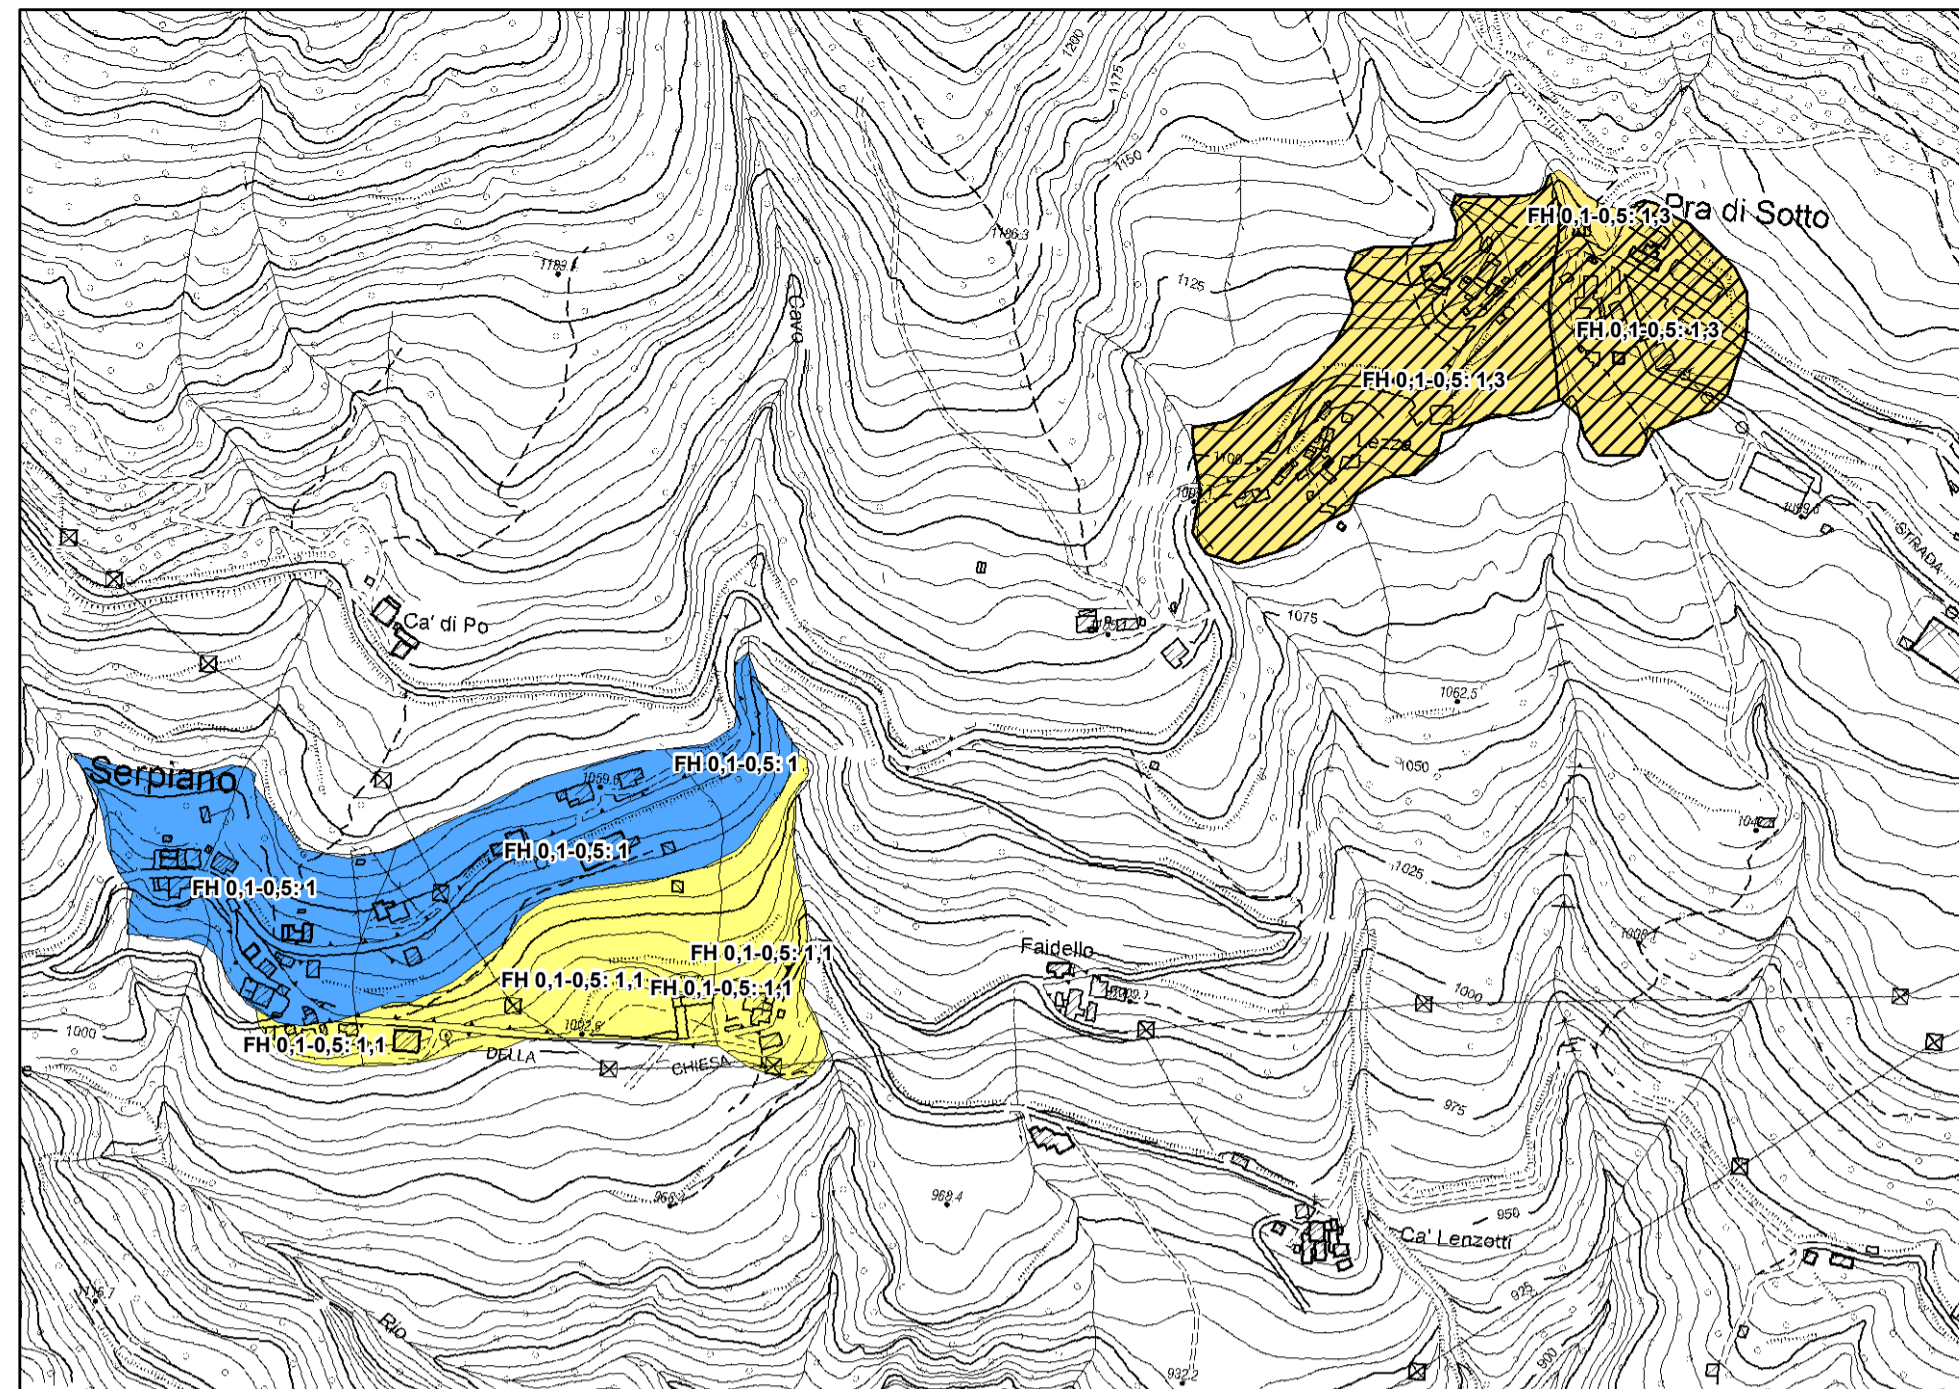 1200
1175
1150
FH 0,1-0,5: 1,3
Pra di Sotto
1186.3
1125
Cavo
FH 0,1-0,5: 1,3
FH 0,1-0,5: 1,3
Lezza
1100
STRADA
Ca' di Po
1075
1062.5
Serpiano
FH 0,1-0,5: 1
1050
FH 0,1-0,5: 1
1025
FH 0,1-0,5: 1
Faidello
FH 0,1-0,5: 1,1
FH 0,1-0,5: 1,1
FH 0,1-0,5: 1,1
1000
1000
1002.6
FH 0,1-0,5: 1,1
DELLA
CHIESA
975
968.4
950
Ca' Lenzotti
925
Rio
900
932.2